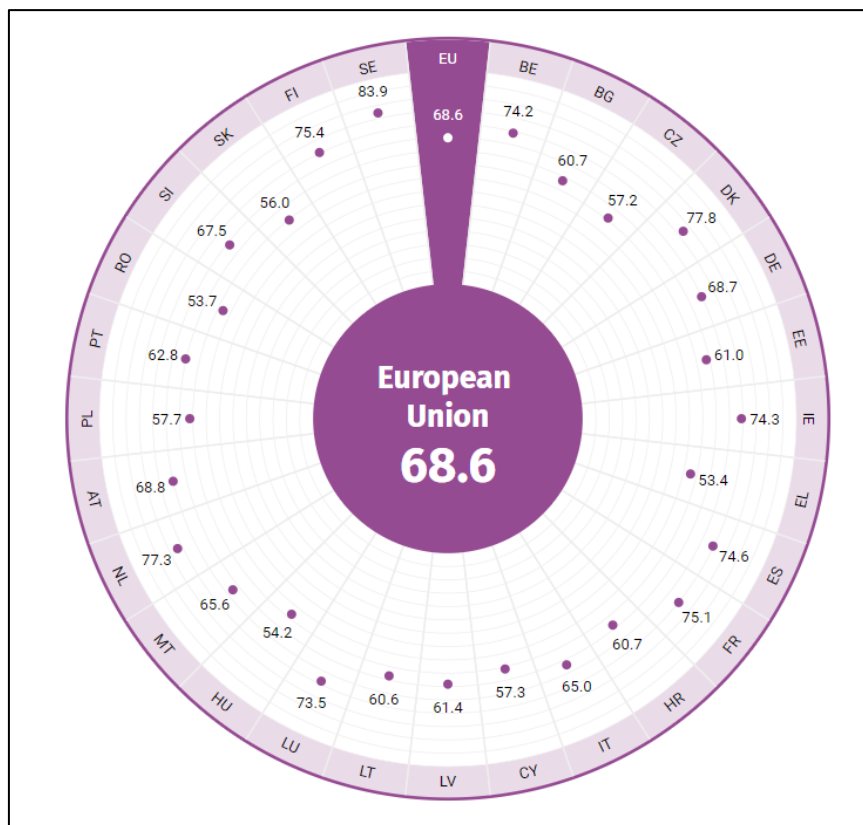 EU
68.6
BE
74.2
BG
60.7
CZ
57.2
DK
77.8
DE
68.7
EE
61.0
IE
74.3
EL
53.4
ES
74.6
FR
75.1
HR
60.7
IT
65.0
CY
57.3
LV
61.4
LT
60.6
LU
73.5
HU
54.2
MT
65.6
NL
77.3
AT
68.8
PL
57.7
PT
62.8
RO
53.7
SI
67.5
SK
56.0
FI
75.4
SE
83.9
European
Union
68.6